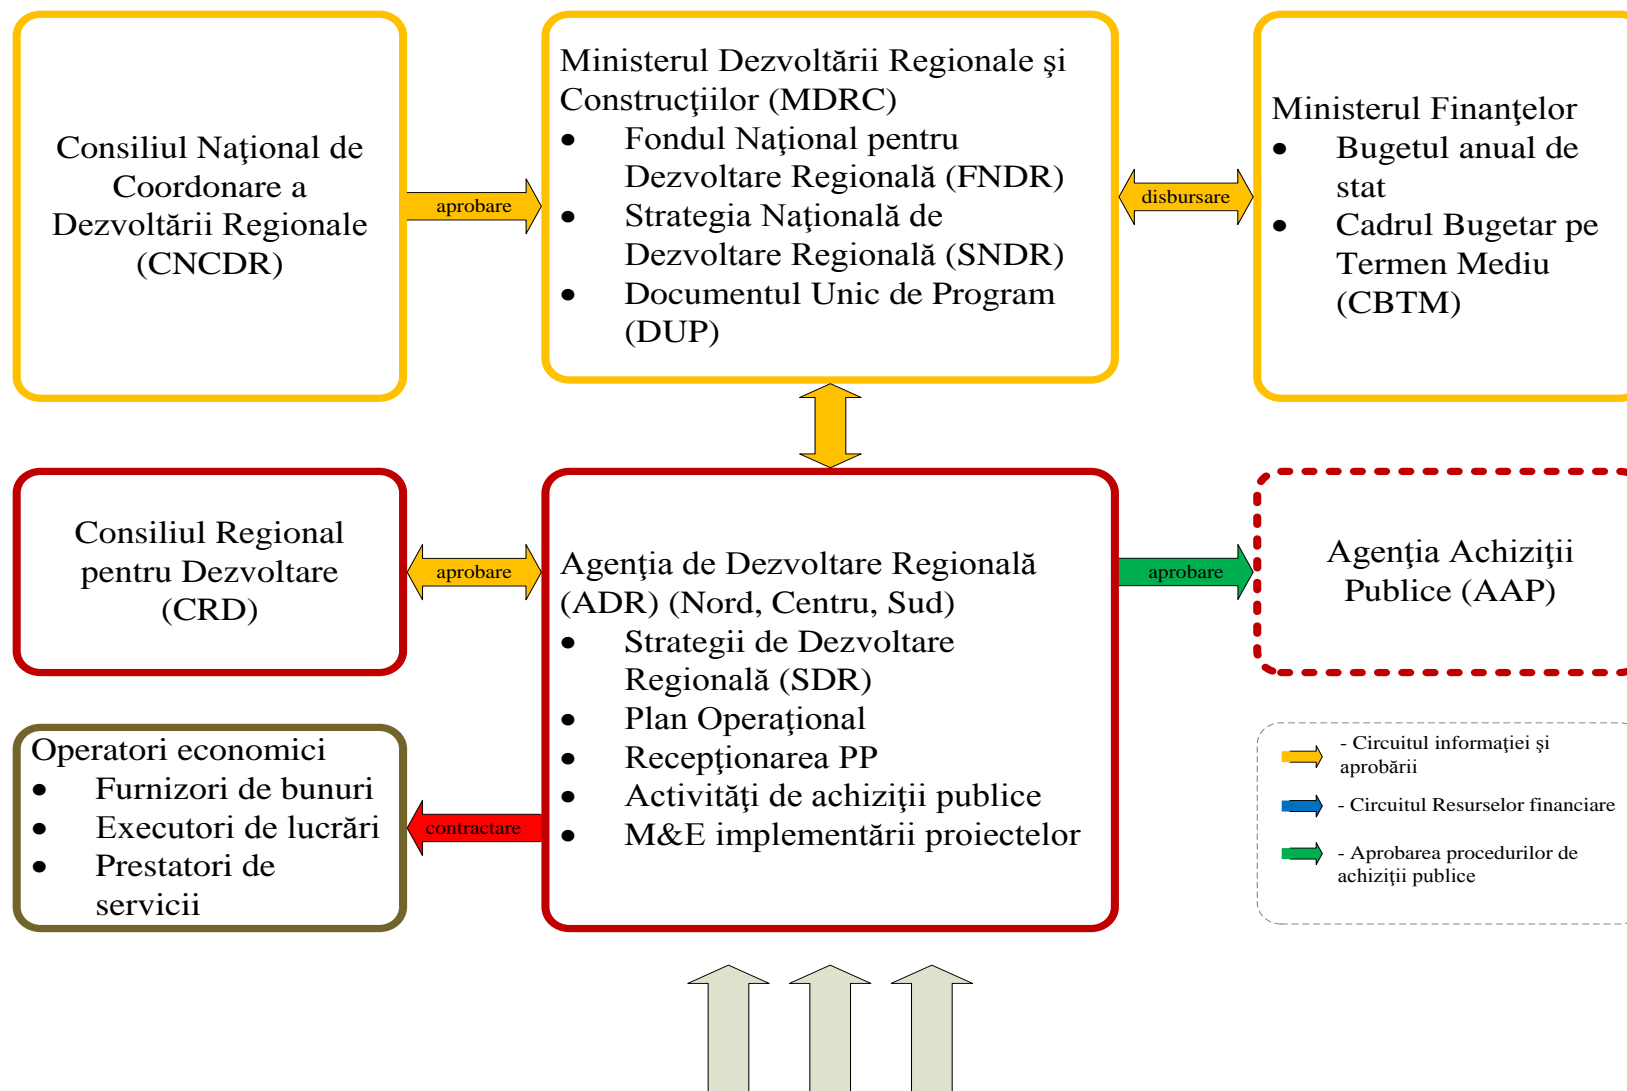 Consiliul Naţional de
Coordonare a
Dezvoltării Regionale
(CNCDR)
aprobare
Ministerul Dezvoltării Regionale şi
Construcţiilor (MDRC)
• Fondul Naţional pentru
Dezvoltare Regională (FNDR)
• Strategia Naţională de
Dezvoltare Regională (SNDR)
• Documentul Unic de Program
(DUP)
disbursare
Ministerul Finanţelor
• Bugetul anual de
stat
• Cadrul Bugetar pe
Termen Mediu
(CBTM)
Consiliul Regional
pentru Dezvoltare
(CRD)
aprobare
Agenţia de Dezvoltare Regională
(ADR) (Nord, Centru, Sud)
• Strategii de Dezvoltare
Regională (SDR)
• Plan Operaţional
• Recepţionarea PP
• Activităţi de achiziţii publice
• M&E implementării proiectelor
aprobare
Agenţia Achiziţii
Publice (AAP)
Operatori economici
• Furnizori de bunuri
• Executori de lucrări
• Prestatori de
servicii
contractare
- Circuitul informaţiei şi
aprobării
- Circuitul Resurselor financiare
- Aprobarea procedurilor de
achiziţii publice